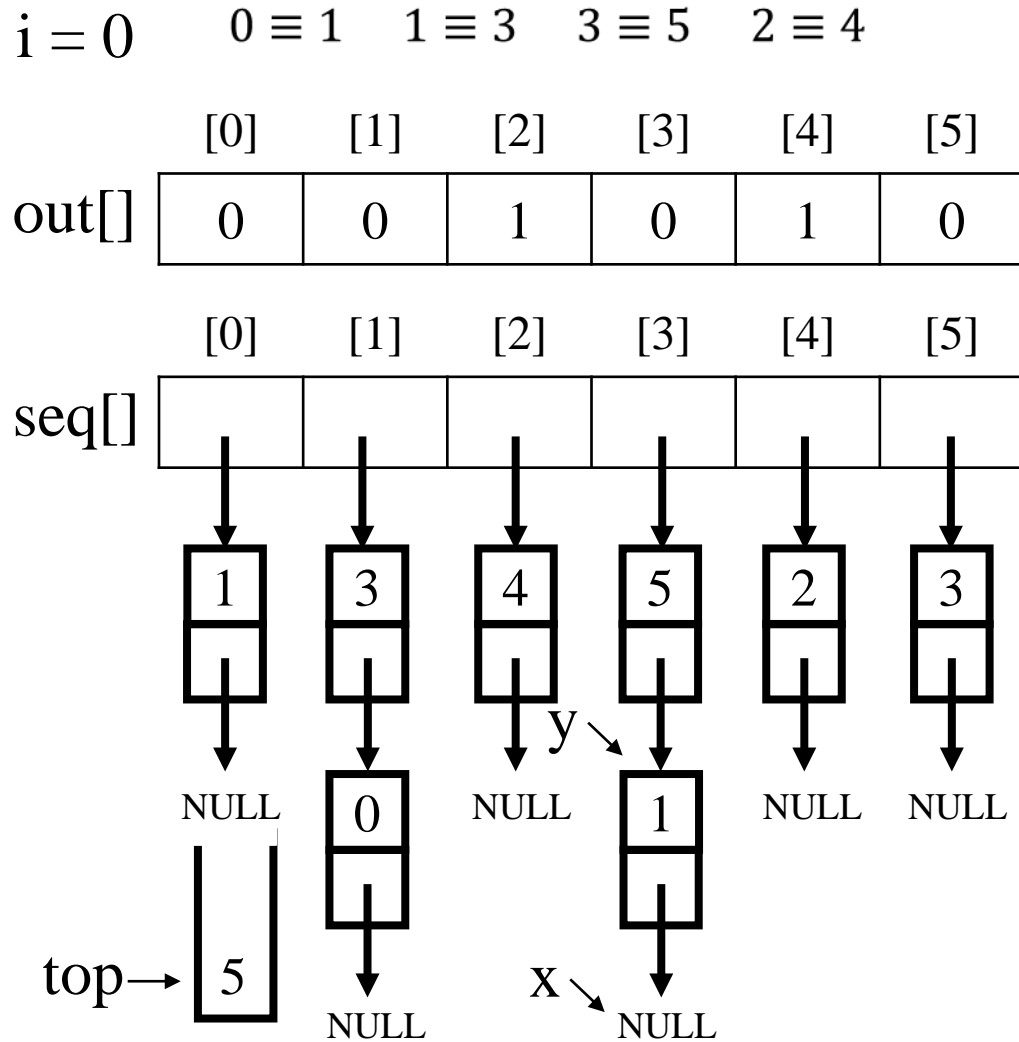 i = 0 0 ≡ 1 1 ≡ 3 3 ≡ 5 2 ≡ 4
[0] [1] [2] [3] [4] [5]
out[] 0 0 1 0 1 0
[0] [1] [2] [3] [4] [5]
seq[]
1 3 4 5 2 3
y
NULL 0 NULL 1 NULL NULL
top 5 x
NULL NULL